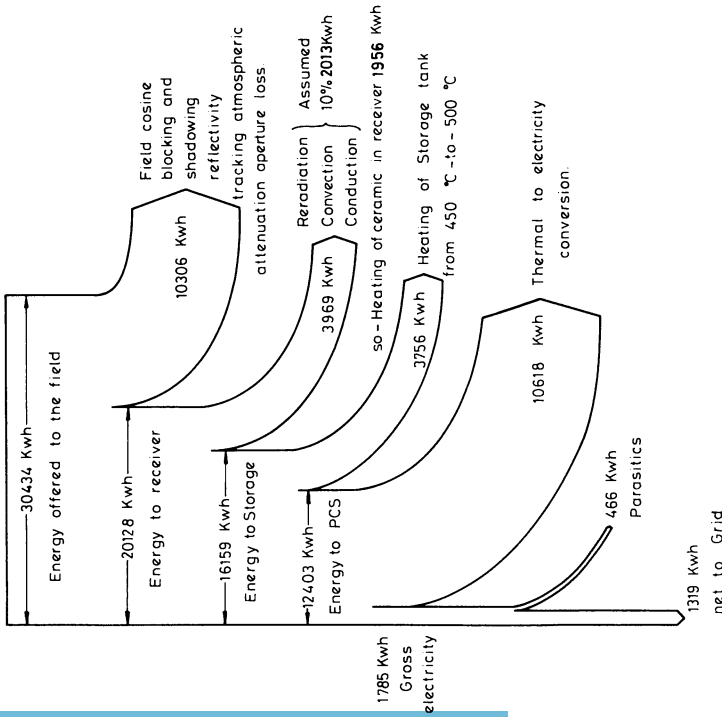 30434 Kwh
Energy offered to the field
Field cosine
blocking and
shadowing
reflectivity
tracking atmospheric
attenuation aperture loss.
10306 Kwh
20128 Kwh
Energy to receiver
Reradiation
Convection
Conduction
Assumed
10% 2013Kwh
3969 Kwh
so-Heating of ceramic in receiver 1956 Kwh
16159 Kwh
Energy to Storage
Heating of Storage tank
from 450 °C-to-500 °C
3756 Kwh
12403 Kwh
Energy to PCS
Thermal to electricity
conversion.
10618 Kwh
1785 Kwh
Gross
electricity
466 Kwh
Parasitics
1319 Kwh
net to Grid